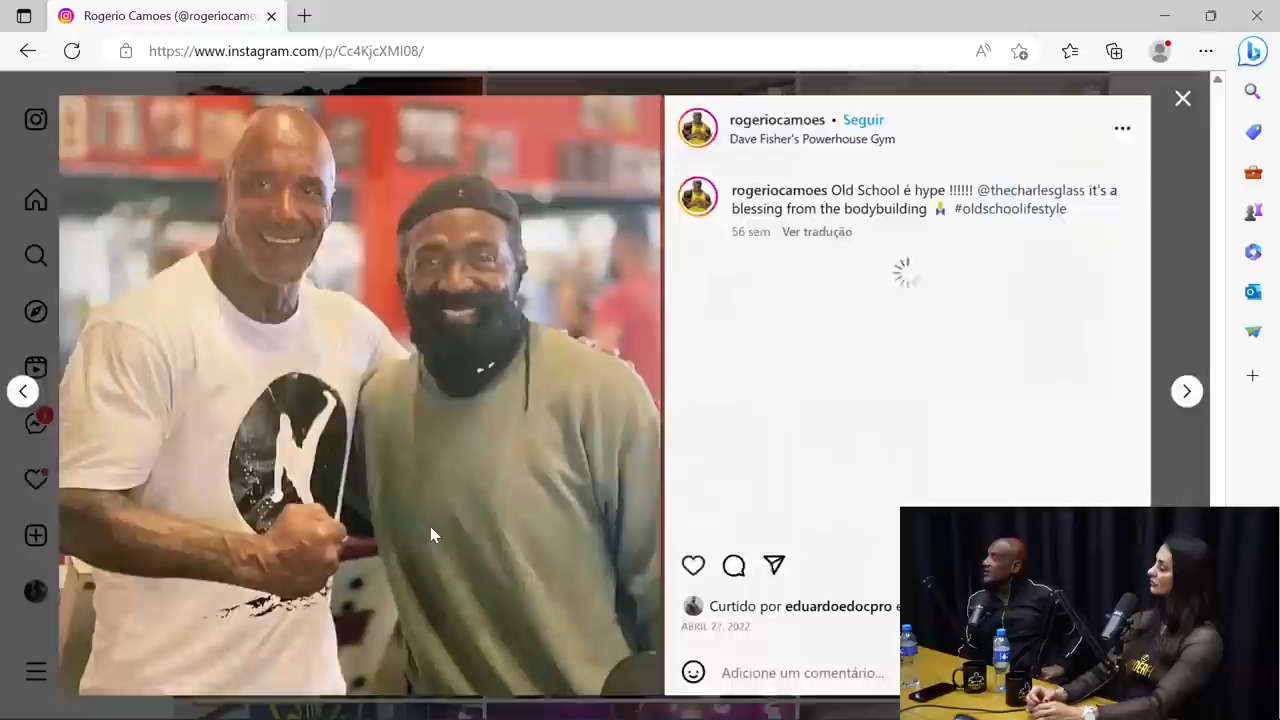 Rogerio Camoes (@rogeriocamo
https://www.instagram.com/p/Cc4KjcXMl08/
rogeriocamoes • Seguir
Dave Fisher's Powerhouse Gym
rogeriocamoes Old School é hype !!!!!! @thecharlesglass it's a
blessing from the bodybuilding 🙏 #oldschoolifestyle
56 sem Ver tradução
Curtido por eduardoedocpro e
ABRIL 27, 2022
Adicione um comentário...